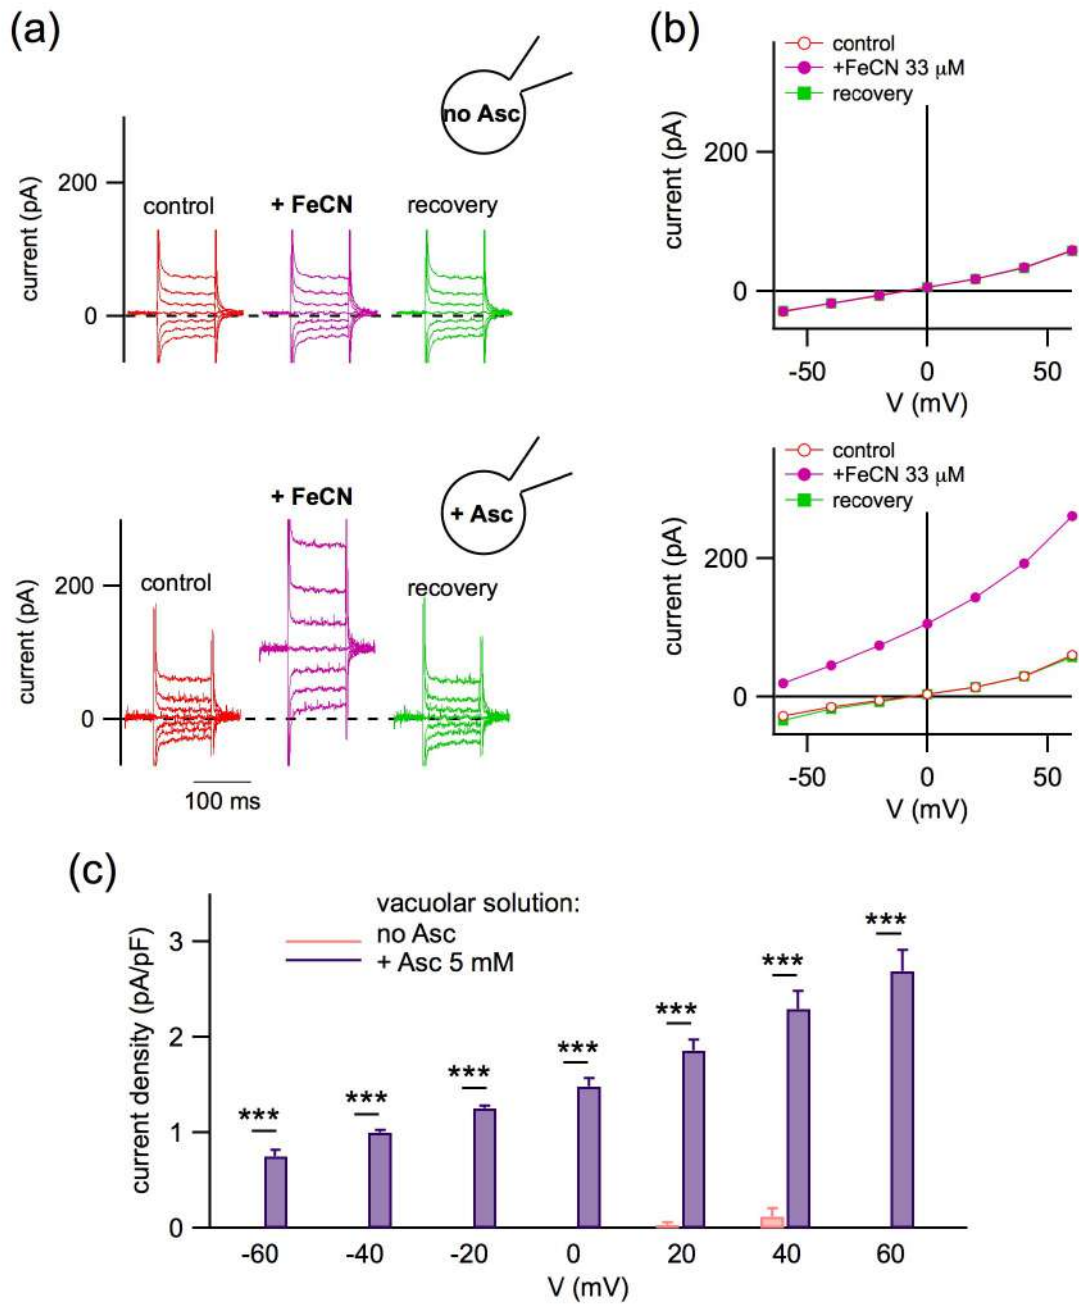 (a)
no Asc
current (pA)
200
0
control
+ FeCN
recovery
(b)
control
+FeCN 33 μM
recovery
current (pA)
200
0
-50 0 50
V (mV)
+ Asc
current (pA)
200
0
control
+ FeCN
recovery
100 ms
control
+FeCN 33 μM
recovery
current (pA)
200
0
-50 0 50
V (mV)
(c)
vacuolar solution:
no Asc
+ Asc 5 mM
current density (pA/pF)
3
2
1
0
*** *** *** *** *** *** ***
-60 -40 -20 0 20 40 60
V (mV)